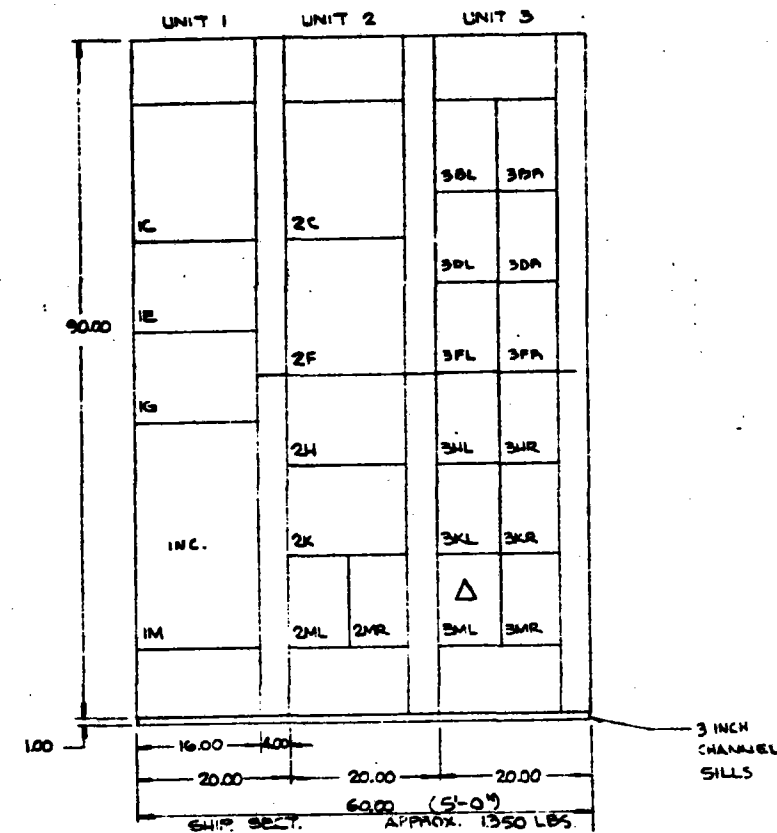 UNIT 1 UNIT 2 UNIT 3
3BL 3BR
1C 2C
3DL 3DR
1E
90.00
2F 3FL 3FR
1G
2H 3HL 3HR
INC. 2K 3KL 3KR
Δ
1M 2ML 2MR 3ML 3MR
1.00 16.00 4.00 3 INCH
CHANNEL
20.00 20.00 20.00 SILLS
60.00 (5'-0")
SHIP. SECT. APPROX. 1350 LBS.